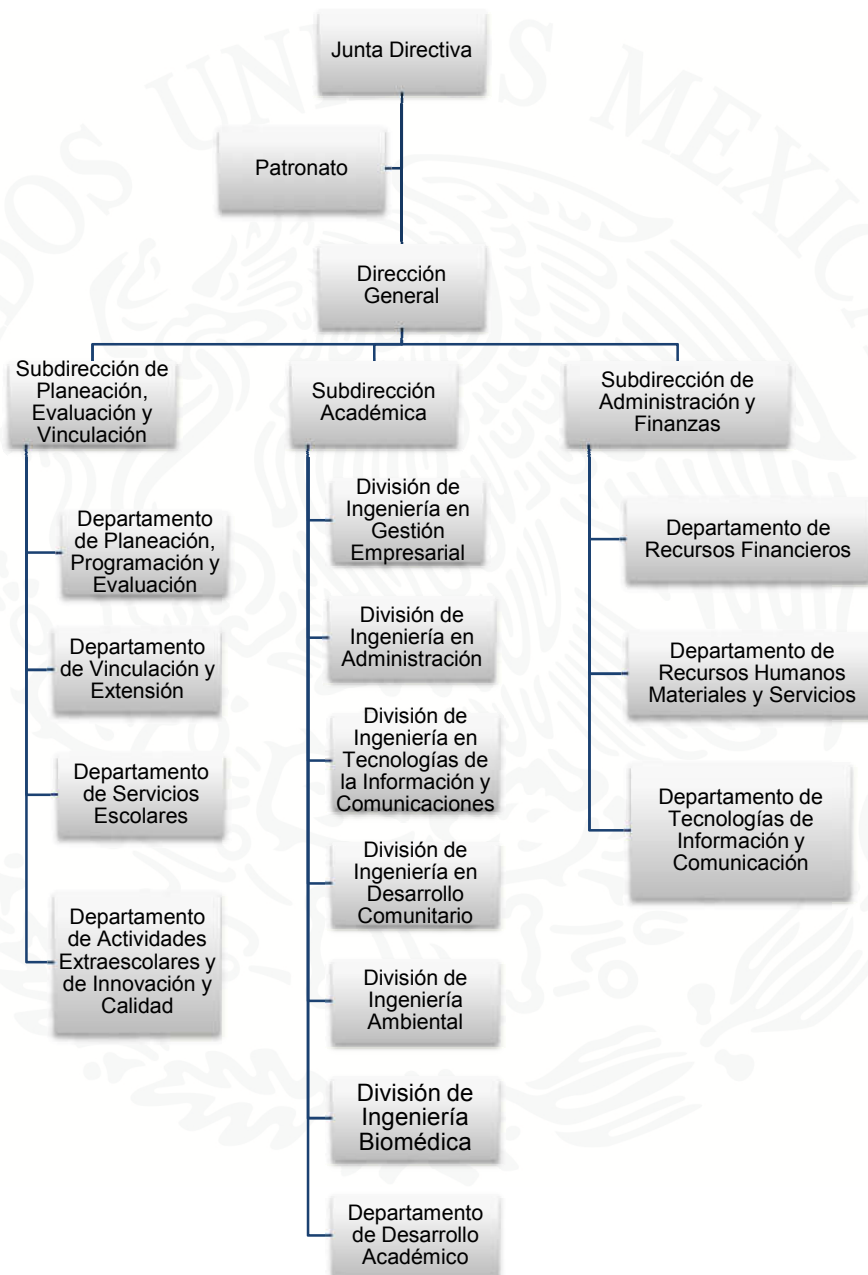 Junta Directiva
Patronato
Dirección
General
Subdirección de
Planeación,
Evaluación y
Vinculación
Departamento
de Planeación,
Programación y
Evaluación
Departamento
de Vinculación y
Extensión
Departamento
de Servicios
Escolares
Departamento
de Actividades
Extraescolares y
de Innovación y
Calidad
Subdirección
Académica
División de
Ingeniería en
Gestión
Empresarial
División de
Ingeniería en
Administración
División de
Ingeniería en
Tecnologías de
la Información y
Comunicaciones
División de
Ingeniería en
Desarrollo
Comunitario
División de
Ingeniería
Ambiental
División de
Ingeniería
Biomédica
Departamento
de Desarrollo
Académico
Subdirección de
Administración y
Finanzas
Departamento de
Recursos Financieros
Departamento de
Recursos Humanos
Materiales y Servicios
Departamento de
Tecnologías de
Información y
Comunicación
DOS UNIDOS MEXICA